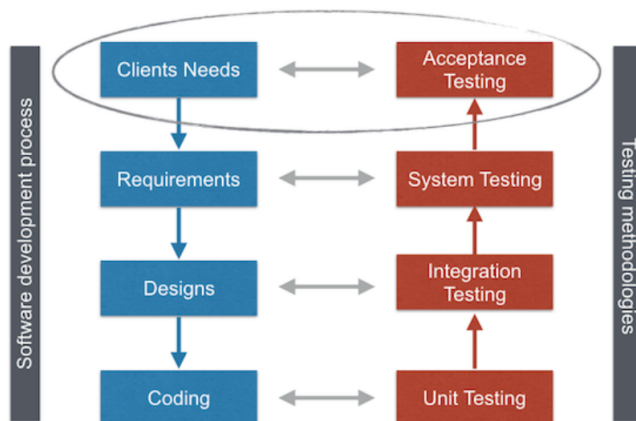 Software development process
Clients Needs
Acceptance
Testing
Requirements
System Testing
Designs
Integration
Testing
Coding
Unit Testing
Testing methodologies